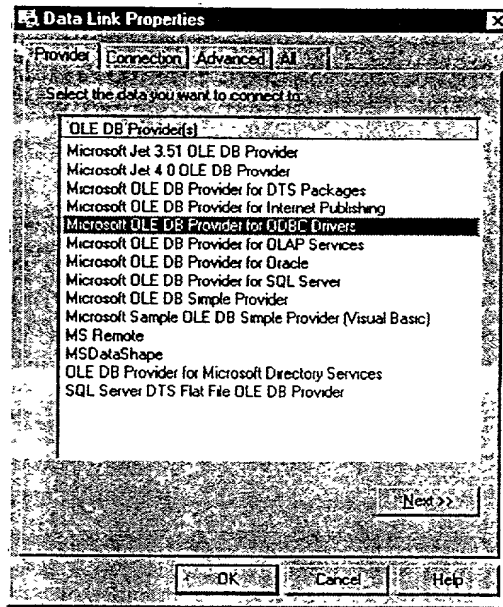 Data Link Properties
Provider Connection Advanced All
Select the data you want to connect to:
OLE DB Provider(s)
Microsoft Jet 3.51 OLE DB Provider
Microsoft Jet 4.0 OLE DB Provider
Microsoft OLE DB Provider for DTS Packages
Microsoft OLE DB Provider for Internet Publishing
Microsoft OLE DB Provider for ODBC Drivers
Microsoft OLE DB Provider for OLAP Services
Microsoft OLE DB Provider for Oracle
Microsoft OLE DB Provider for SQL Server
Microsoft OLE DB Simple Provider
Microsoft Sample OLE DB Simple Provider (Visual Basic)
MS Remote
MSDataShape
OLE DB Provider for Microsoft Directory Services
SQL Server DTS Flat File OLE DB Provider
Next >>
OK Cancel Help